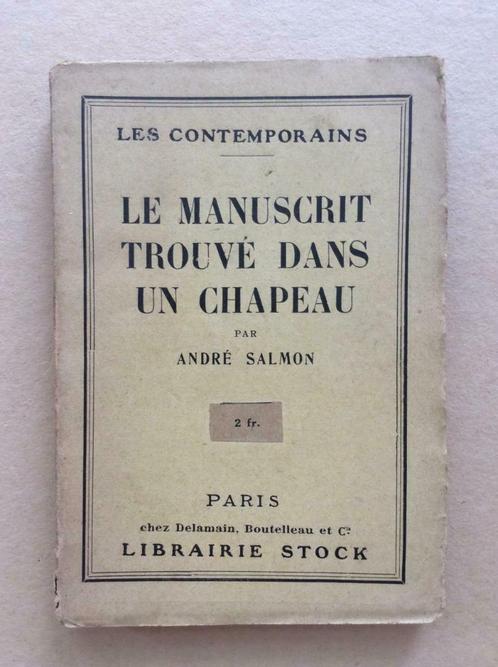 LES CONTEMPORAINS
LE MANUSCRIT
TROUVÉ DANS
UN CHAPEAU
PAR
ANDRÉ SALMON
2 fr.
PARIS
chez Delamain, Boutelleau et Cie
LIBRAIRIE STOCK